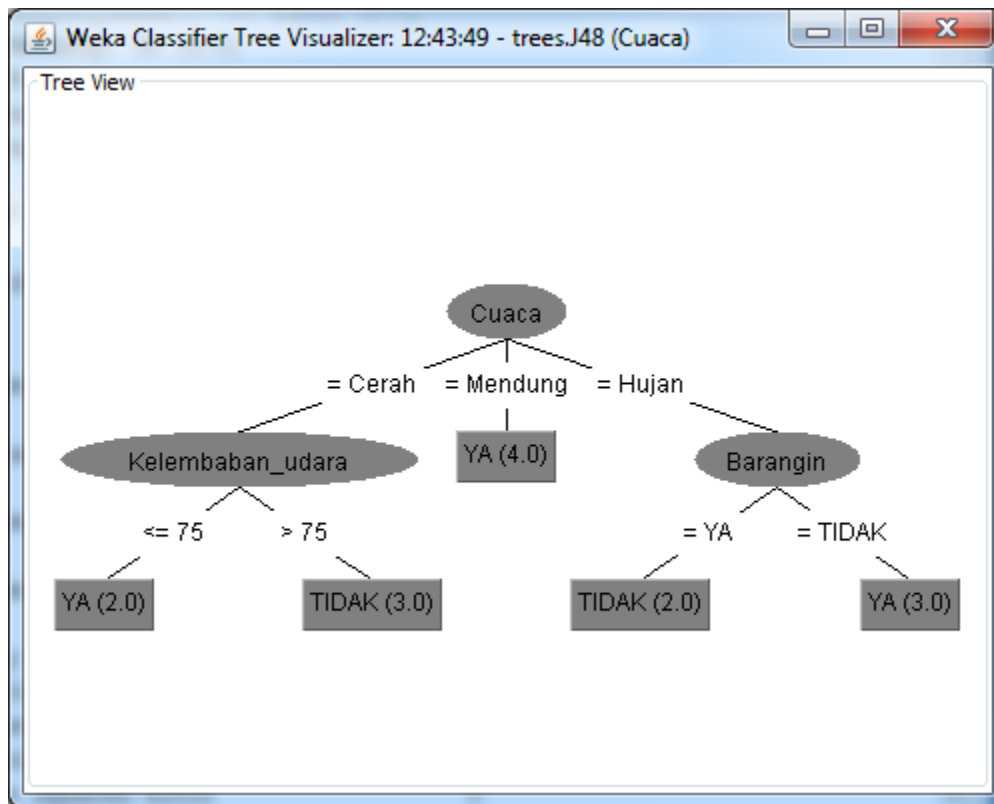 Weka Classifier Tree Visualizer: 12:43:49 - trees.J48 (Cuaca)
Tree View
Cuaca
= Cerah = Mendung = Hujan
Kelembaban_udara YA (4.0) Barangin
<= 75 > 75 = YA = TIDAK
YA (2.0) TIDAK (3.0) TIDAK (2.0) YA (3.0)